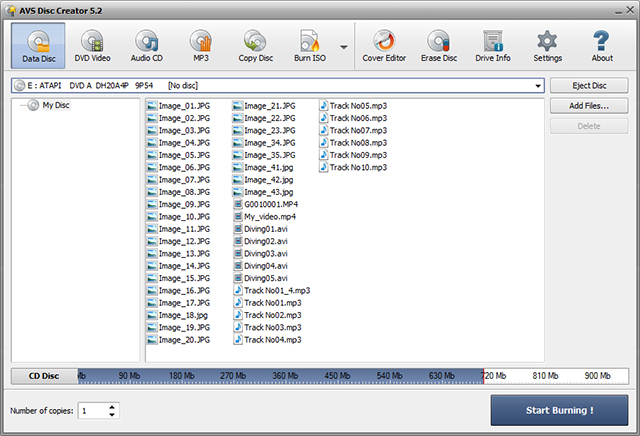 AVS Disc Creator 5.2
Data Disc
DVD Video
Audio CD
MP3
Copy Disc
Burn ISO
Cover Editor
Erase Disc
Drive Info
Settings
About
E : ATAPI DVD A DH20A4P 9P54 [No disc]
Eject Disc
My Disc
Add Files...
Delete
Image_01.JPG
Image_02.JPG
Image_03.JPG
Image_04.JPG
Image_05.JPG
Image_06.JPG
Image_07.JPG
Image_08.JPG
Image_09.JPG
Image_10.JPG
Image_11.JPG
Image_12.JPG
Image_13.JPG
Image_14.JPG
Image_15.JPG
Image_16.JPG
Image_17.JPG
Image_18.jpg
Image_19.JPG
Image_20.JPG
Image_21.JPG
Image_22.JPG
Image_23.JPG
Image_34.JPG
Image_35.JPG
Image_41.jpg
Image_42.jpg
Image_43.jpg
G0010001.MP4
My_video.mp4
Diving01.avi
Diving02.avi
Diving03.avi
Diving04.avi
Diving05.avi
Track No01_4.mp3
Track No01.mp3
Track No02.mp3
Track No03.mp3
Track No04.mp3
Track No05.mp3
Track No06.mp3
Track No07.mp3
Track No08.mp3
Track No09.mp3
Track No10.mp3
CD Disc
Mb 90 Mb 180 Mb 270 Mb 360 Mb 450 Mb 540 Mb 630 Mb 720 Mb 810 Mb 900 Mb
Number of copies: 1
Start Burning !